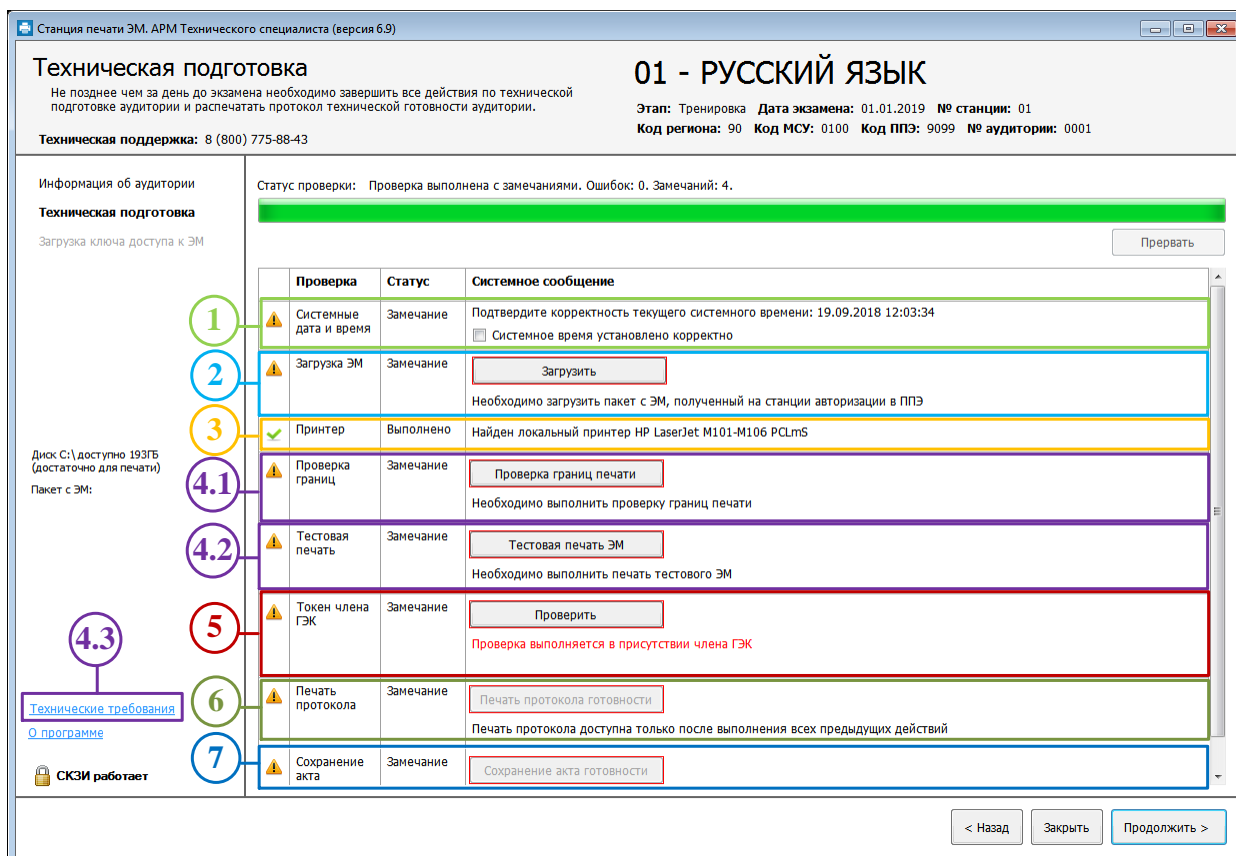 Станция печати ЭМ. АРМ Технического специалиста (версия 6.9)
Техническая подготовка
Не позднее чем за день до экзамена необходимо завершить все действия по технической
подготовке аудитории и распечатать протокол технической готовности аудитории.
Техническая поддержка: 8 (800) 775-88-43
01 - РУССКИЙ ЯЗЫК
Этап: Тренировка Дата экзамена: 01.01.2019 № станции: 01
Код региона: 90 Код МСУ: 0100 Код ППЭ: 9099 № аудитории: 0001
Информация об аудитории
Техническая подготовка
Загрузка ключа доступа к ЭМ
Диск C:\ доступно 193ГБ
(достаточно для печати)
Пакет с ЭМ:
4.3
Технические требования
О программе
СКЗИ работает
Статус проверки: Проверка выполнена с замечаниями. Ошибок: 0. Замечаний: 4.
Прервать
Проверка Статус Системное сообщение
1
Системные
дата и время
Замечание
Подтвердите корректность текущего системного времени: 19.09.2018 12:03:34
Системное время установлено корректно
2
Загрузка ЭМ
Замечание
Загрузить
Необходимо загрузить пакет с ЭМ, полученный на станции авторизации в ППЭ
3
Принтер
Выполнено
Найден локальный принтер HP LaserJet M101-M106 PCLmS
4.1
Проверка
границ
Замечание
Проверка границ печати
Необходимо выполнить проверку границ печати
4.2
Тестовая
печать
Замечание
Тестовая печать ЭМ
Необходимо выполнить печать тестового ЭМ
5
Токен члена
ГЭК
Замечание
Проверить
Проверка выполняется в присутствии члена ГЭК
6
Печать
протокола
Замечание
Печать протокола готовности
Печать протокола доступна только после выполнения всех предыдущих действий
7
Сохранение
акта
Замечание
Сохранение акта готовности
< Назад
Закрыть
Продолжить >